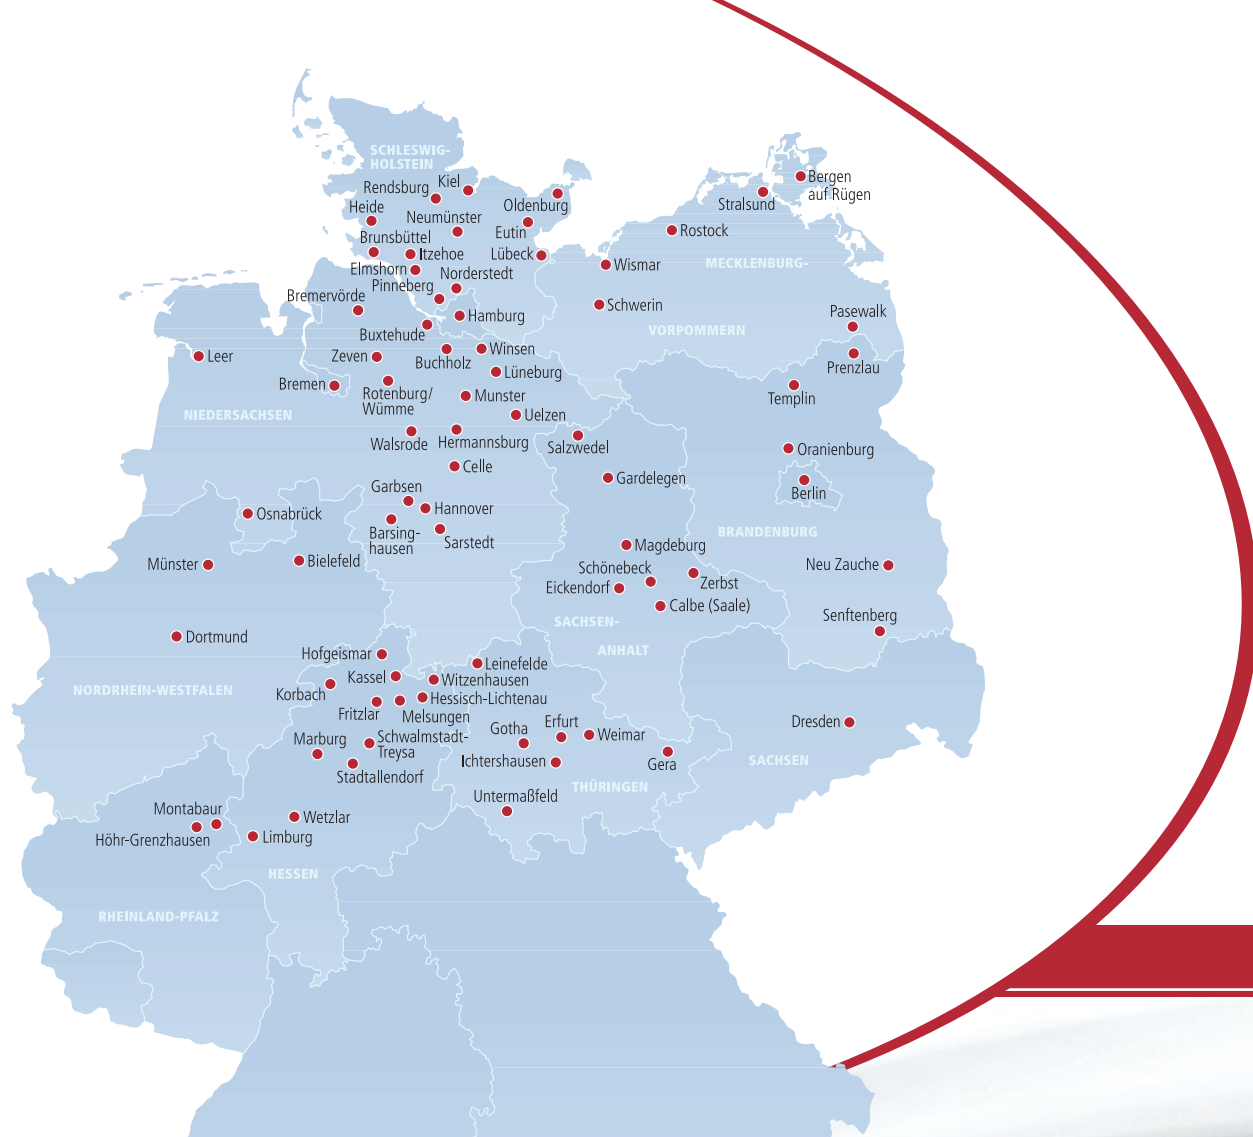 SCHLESWIG-
HOLSTEIN
Kiel
Rendsburg
Heide
Neumünster
Oldenburg
Eutin
Brunsbüttel
Itzehoe
Lübeck
Elmshorn
Norderstedt
Pinneberg
Bremervörde
Hamburg
Buxtehude
Bergen
auf Rügen
Stralsund
Rostock
Wismar
MECKLENBURG-
Schwerin
VORPOMMERN
Pasewalk
Prenzlau
Templin
Leer
Zeven
Buchholz
Winsen
Lüneburg
Bremen
Rotenburg/
Wümme
Munster
NIEDERSACHSEN
Uelzen
Walsrode
Hermannsburg
Salzwedel
Celle
Gardelegen
Oranienburg
Berlin
Garbsen
Hannover
Osnabrück
Barsing-
hausen
Sarstedt
BRANDENBURG
Magdeburg
Münster
Bielefeld
Schönebeck
Eickendorf
Zerbst
Neu Zauche
Calbe (Saale)
Senftenberg
SACHSEN-
ANHALT
Dortmund
Hofgeismar
Leinefelde
Kassel
Witzenhausen
Korbach
Hessisch-Lichtenau
NORDRHEIN-WESTFALEN
Fritzlar
Melsungen
Gotha
Erfurt
Weimar
Dresden
Marburg
Schwalmstadt-
Treysa
Ichtershausen
Gera
SACHSEN
Stadtallendorf
THÜRINGEN
Untermaßfeld
Montabaur
Wetzlar
Höhr-Grenzhausen
Limburg
HESSEN
RHEINLAND-PFALZ